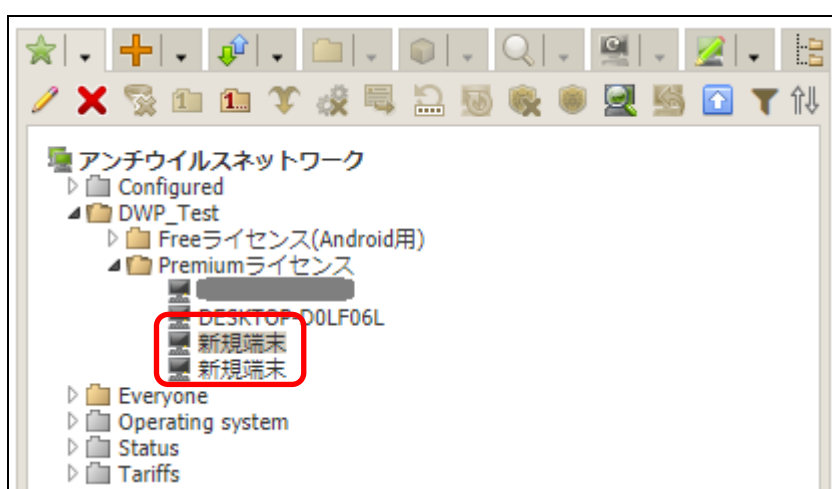 アンチウイルスネットワーク
Configured
DWP_Test
Freeライセンス(Android用)
Premiumライセンス
DESKTOP-D0LF06L
新規端末
新規端末
Everyone
Operating system
Status
Tariffs